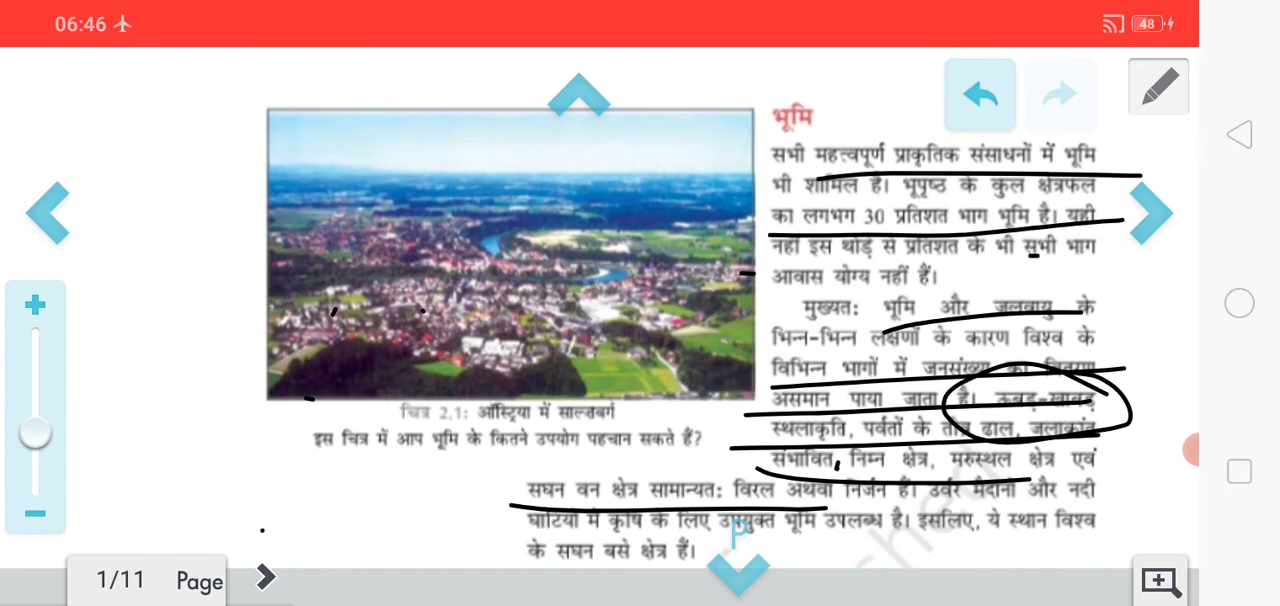 06:46
48
भूमि
सभी महत्त्वपूर्ण प्राकृतिक संसाधनों में भूमि
भी शामिल है। भूपृष्ठ के कुल क्षेत्रफल
का लगभग 30 प्रतिशत भाग भूमि है। यही
नहीं इस थोड़े से प्रतिशत के भी सभी भाग
आवास योग्य नहीं हैं।
मुख्यतः भूमि और जलवायु के
भिन्न-भिन्न लक्षणों के कारण विश्व के
विभिन्न भागों में जनसंख्या का वितरण
असमान पाया जाता है। ऊबड़-खाबड़
स्थलाकृति, पर्वतों के तीव्र ढाल, जलाक्रांत
संभावित निम्न क्षेत्र, मरुस्थल क्षेत्र एवं
सघन वन क्षेत्र सामान्यतः विरल अथवा निर्जन हैं। उर्वर मैदानों और नदी
घाटियों में कृषि के लिए उपयुक्त भूमि उपलब्ध है। इसलिए, ये स्थान विश्व
के सघन बसे क्षेत्र हैं।
चित्र 2.1: ऑस्ट्रिया में साल्ज़बर्ग
इस चित्र में आप भूमि के कितने उपयोग पहचान सकते हैं?
P
1/11 Page